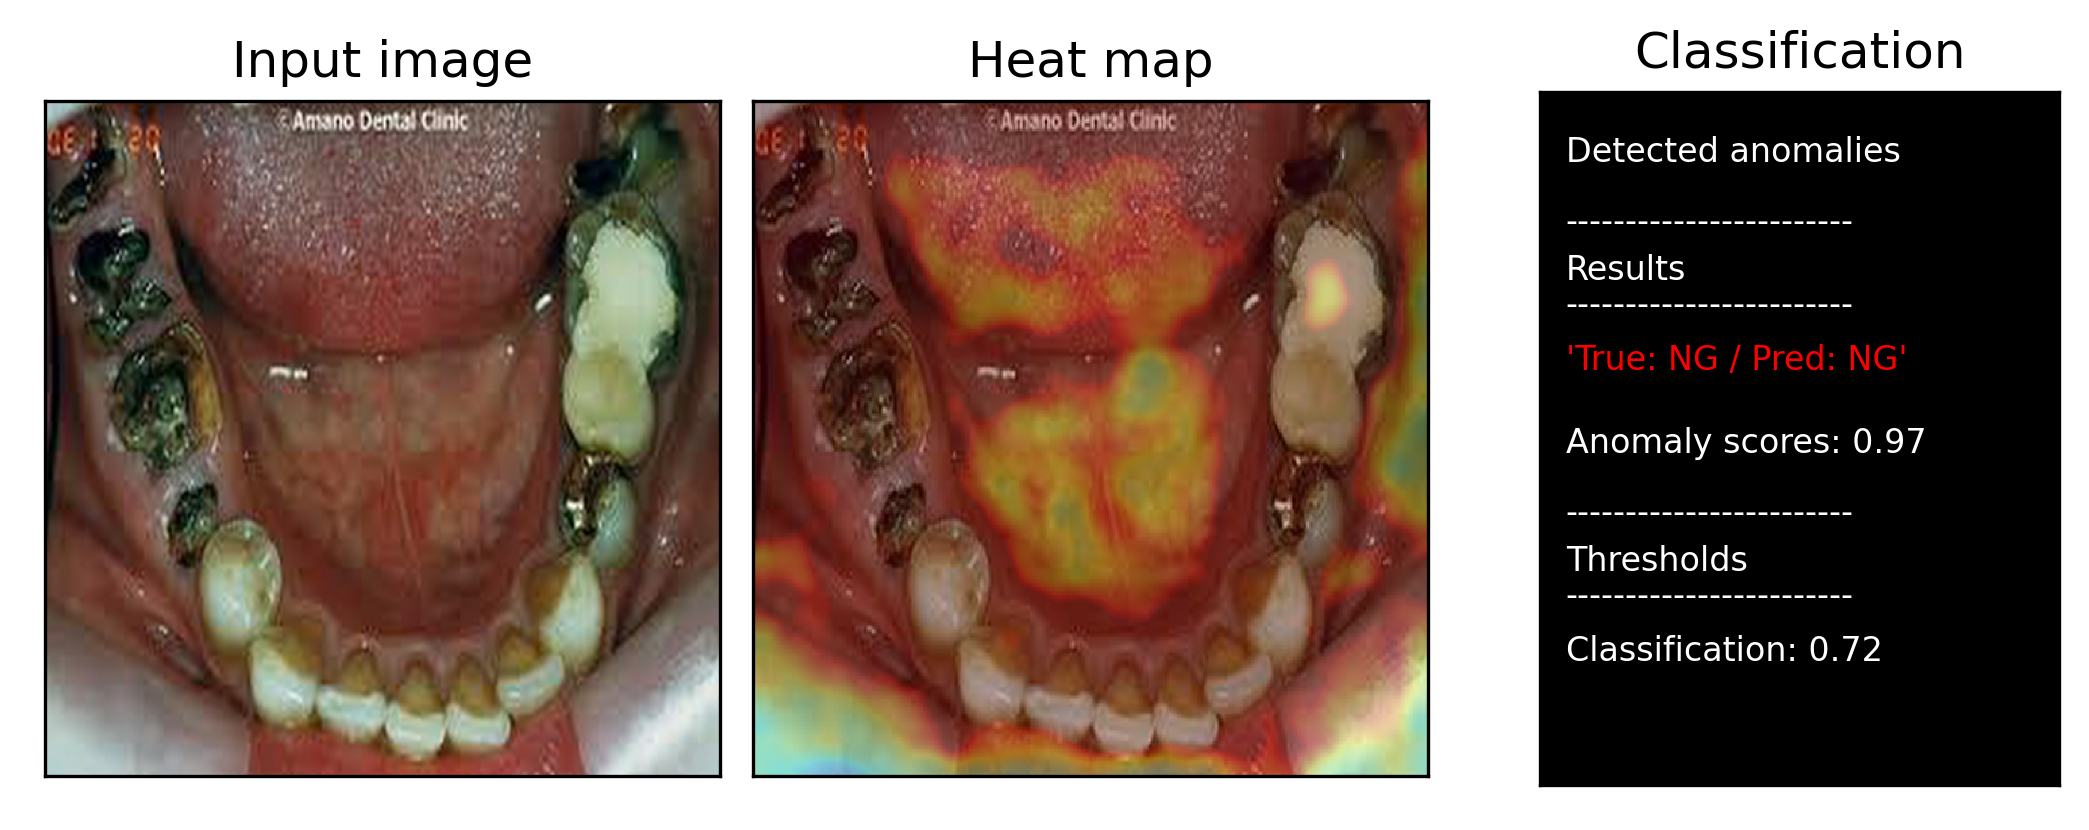 Input image
Heat map
Classification
© Amano Dental Clinic
© Amano Dental Clinic
Detected anomalies
------------------------
Results
------------------------
'True: NG / Pred: NG'
Anomaly scores: 0.97
------------------------
Thresholds
------------------------
Classification: 0.72